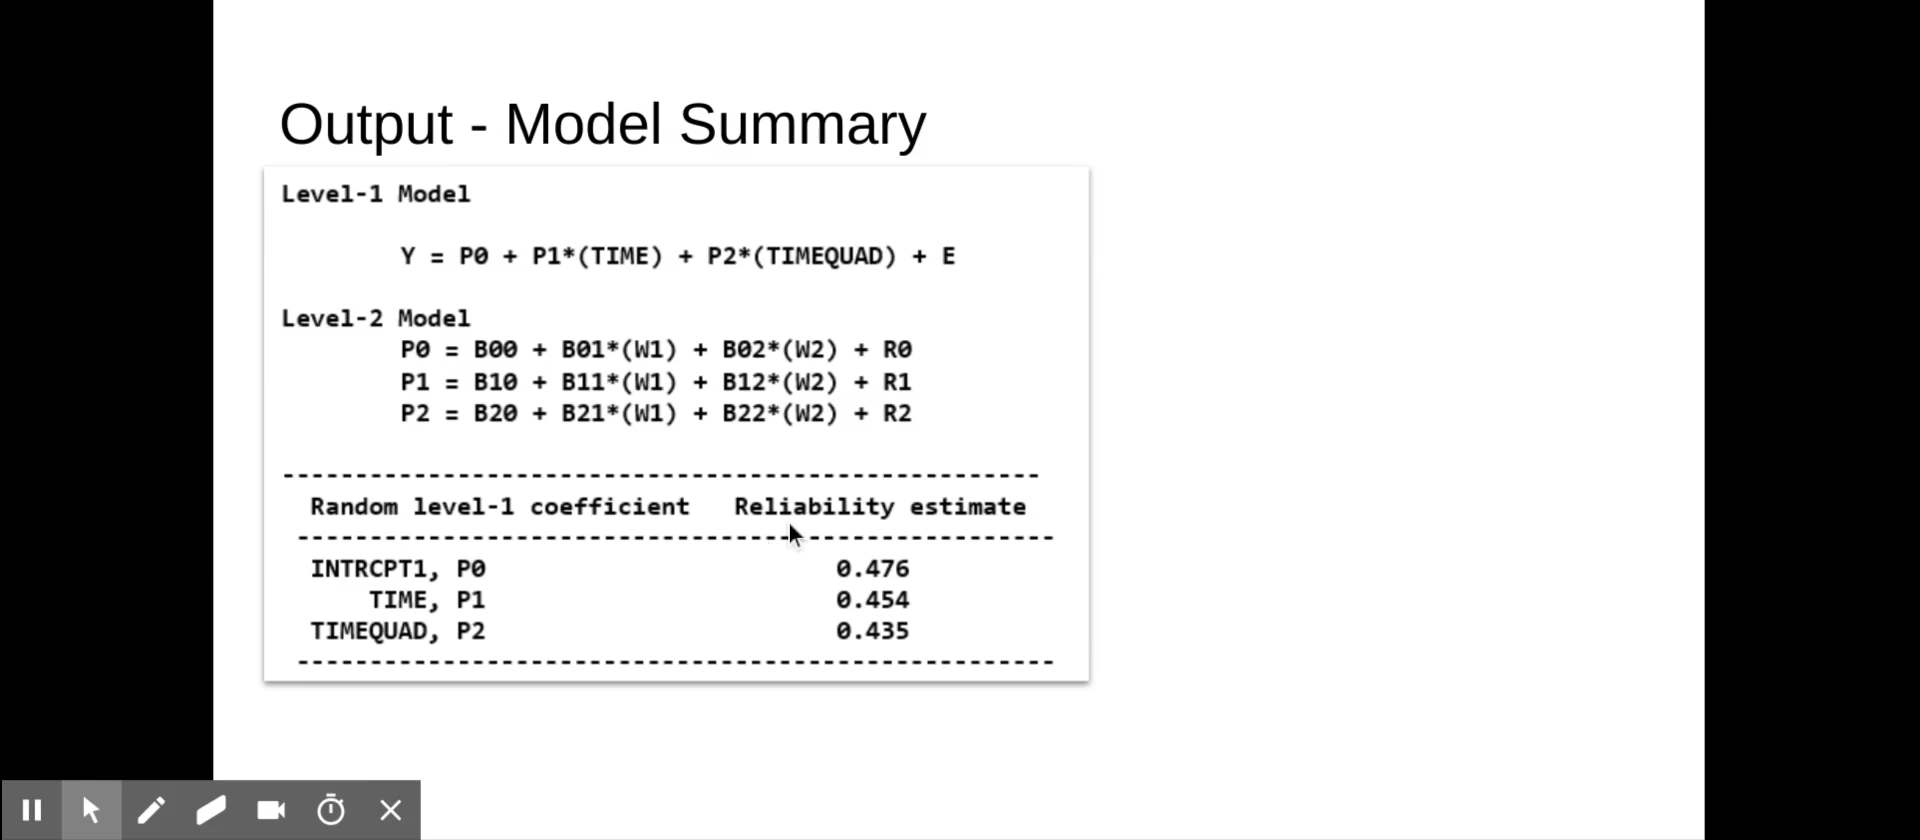 Output - Model Summary
Level-1 Model
Y = P0 + P1*(TIME) + P2*(TIMEQUAD) + E
Level-2 Model
P0 = B00 + B01*(W1) + B02*(W2) + R0
P1 = B10 + B11*(W1) + B12*(W2) + R1
P2 = B20 + B21*(W1) + B22*(W2) + R2
----------------------------------------------------
Random level-1 coefficient   Reliability estimate
----------------------------------------------------
INTRCPT1, P0   0.476
TIME, P1   0.454
TIMEQUAD, P2   0.435
----------------------------------------------------